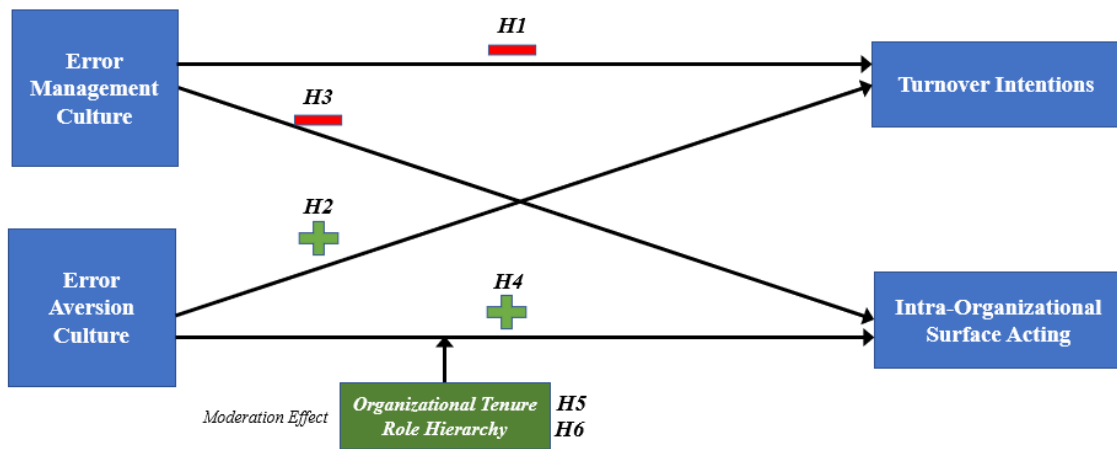 H1
Error
Management
Culture
Turnover Intentions
H3
H2
Error
Aversion
Culture
H4
Intra-Organizational
Surface Acting
Moderation Effect
Organizational Tenure
Role Hierarchy
H5
H6